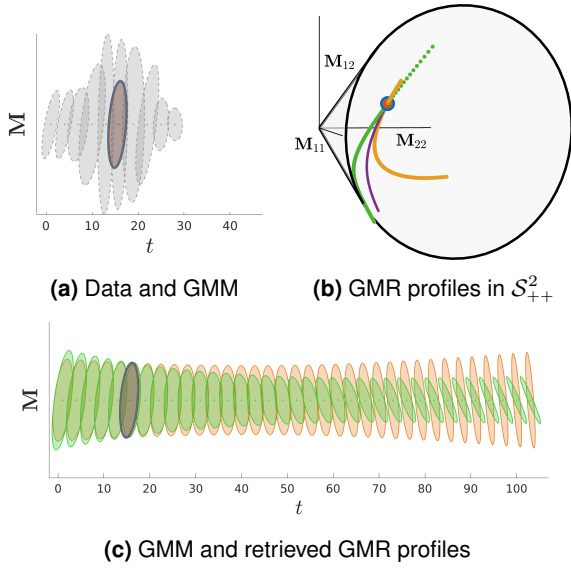 M
0 10 20 30 40
t
(a) Data and GMM
M₁₂
M₁₁
M₂₂
(b) GMR profiles in 𝒮²₊₊
M
0 10 20 30 40 50 60 70 80 90 100
t
(c) GMM and retrieved GMR profiles